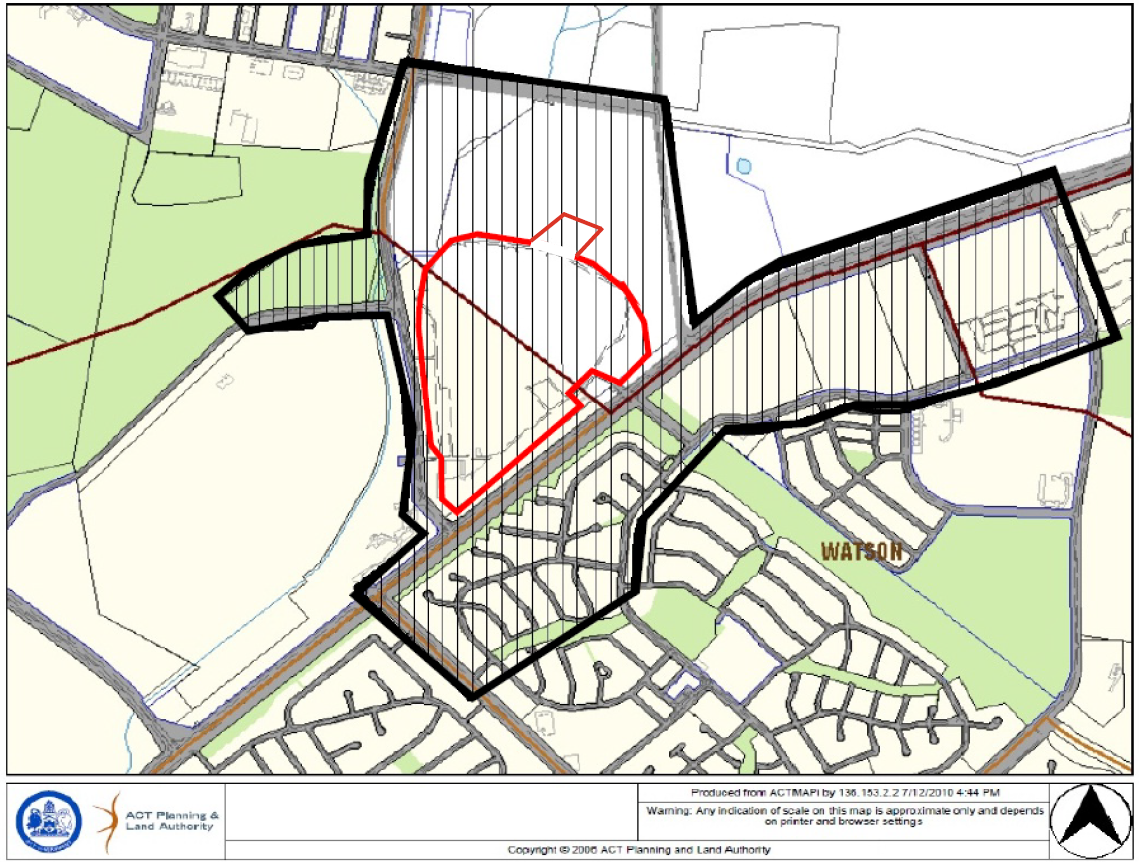 WATSON
ACT Planning &
Land Authority
Produced from ACTMAPi by 136.153.2.2 7/12/2010 4:44 PM
Warning: Any indication of scale on this map is approximate only and depends
on printer and browser settings
Copyright © 2006 ACT Planning and Land Authority